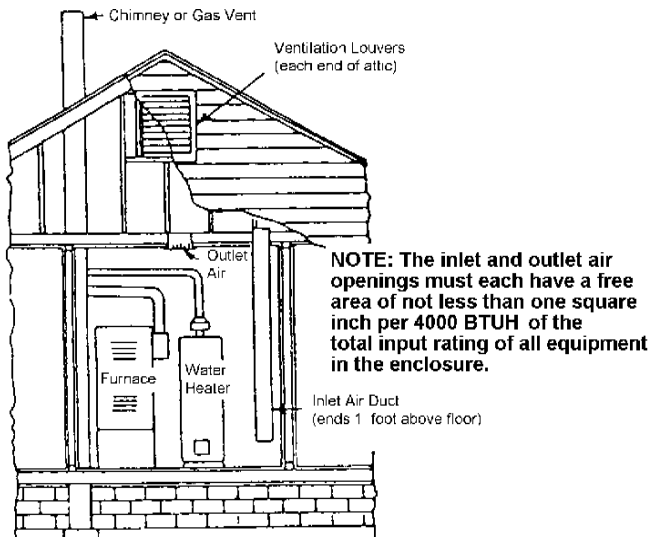 Chimney or Gas Vent
Ventilation Louvers
(each end of attic)
Outlet
Air
NOTE: The inlet and outlet air
openings must each have a free
area of not less than one square
inch per 4000 BTUH of the
total input rating of all equipment
in the enclosure.
Furnace
Water
Heater
Inlet Air Duct
(ends 1 foot above floor)